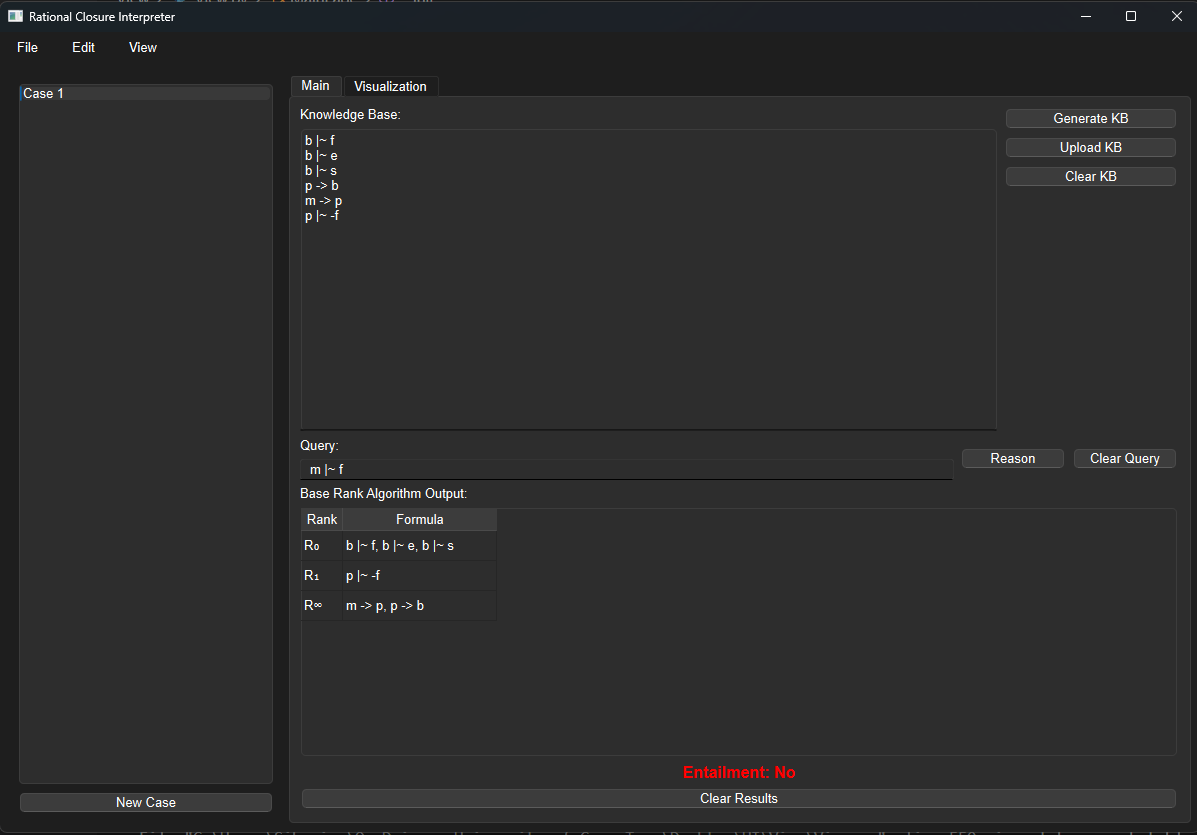 Rational Closure Interpreter
File Edit View
Case 1
Main Visualization
Knowledge Base:
b |~ f
b |~ e
b |~ s
p -> b
m -> p
p |~ -f
Generate KB
Upload KB
Clear KB
Query:
m |~ f
Reason Clear Query
Base Rank Algorithm Output:
Rank Formula
R₀ b |~ f, b |~ e, b |~ s
R₁ p |~ -f
R∞ m -> p, p -> b
Entailment: No
Clear Results
New Case